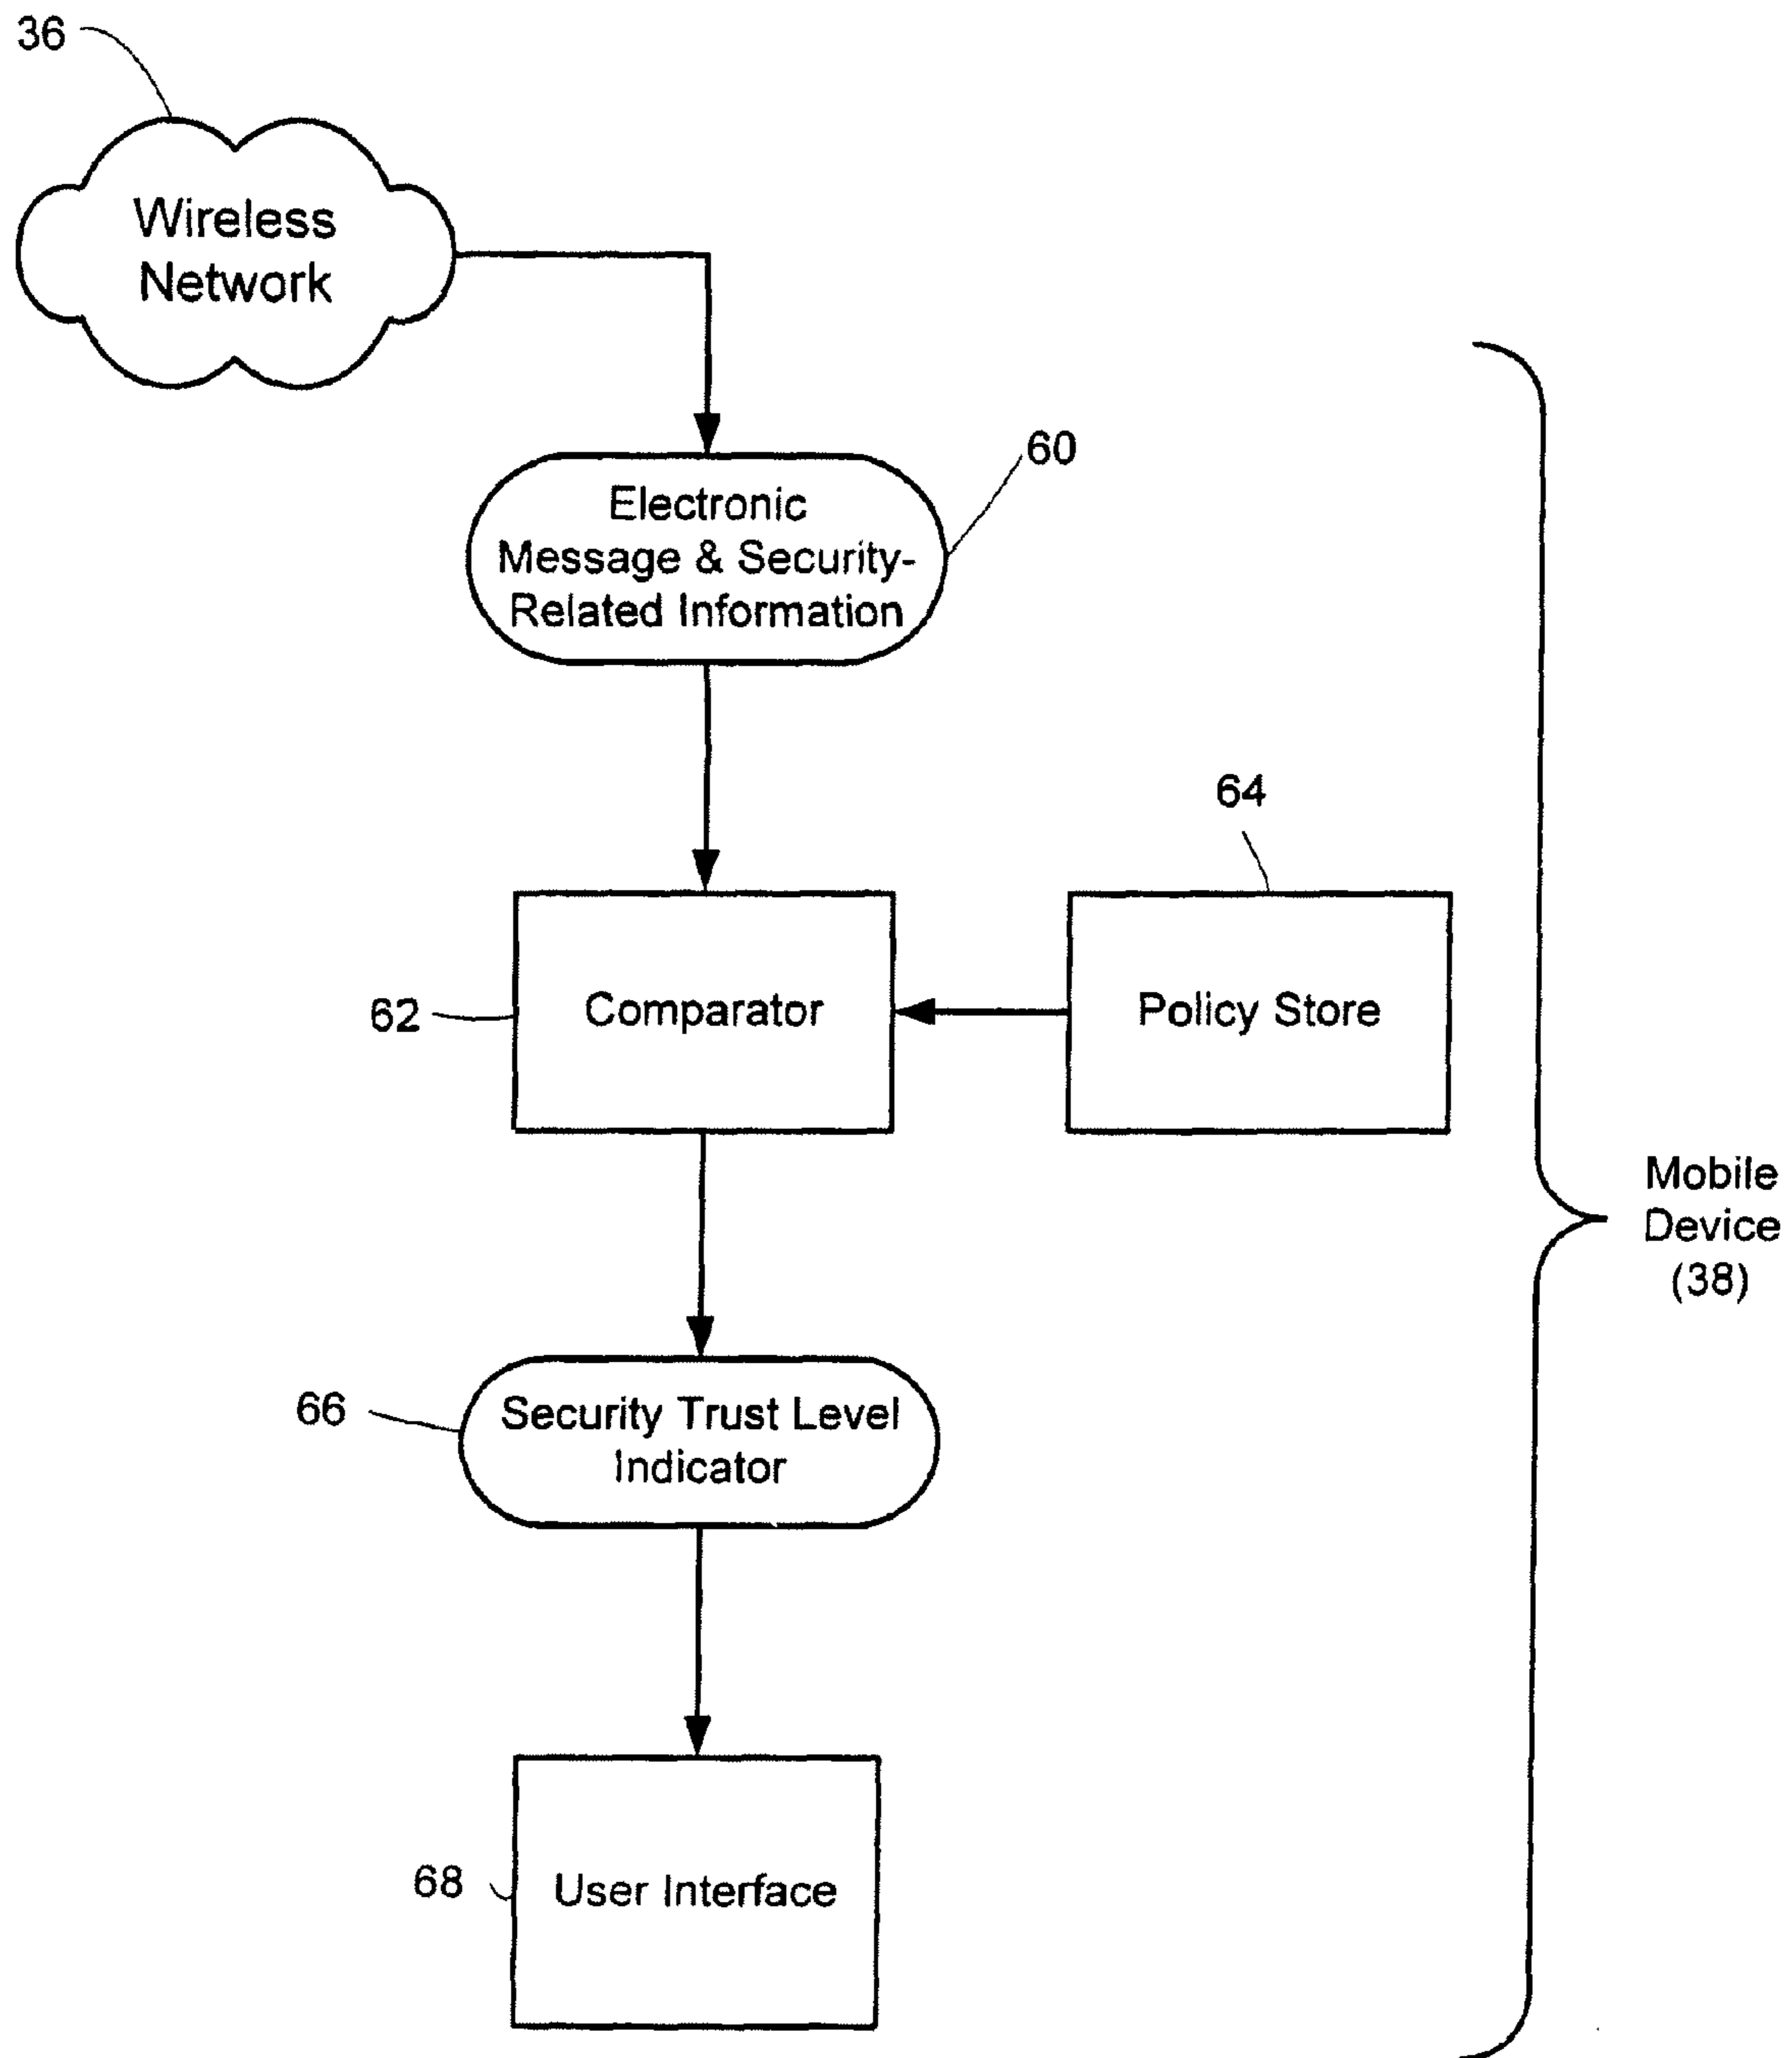 36
Wireless
Network
60
Electronic
Message & Security-
Related Information
64
62
Comparator
Policy Store
Mobile
Device
(38)
66
Security Trust Level
Indicator
68
User Interface